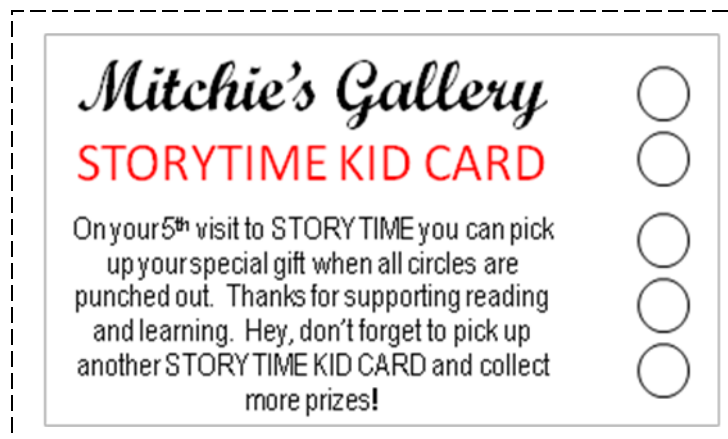 Mitchie's Gallery
STORYTIME KID CARD
On your 5th visit to STORY TIME you can pick
up your special gift when all circles are
punched out. Thanks for supporting reading
and learning. Hey, don't forget to pick up
another STORY TIME KID CARD and collect
more prizes!